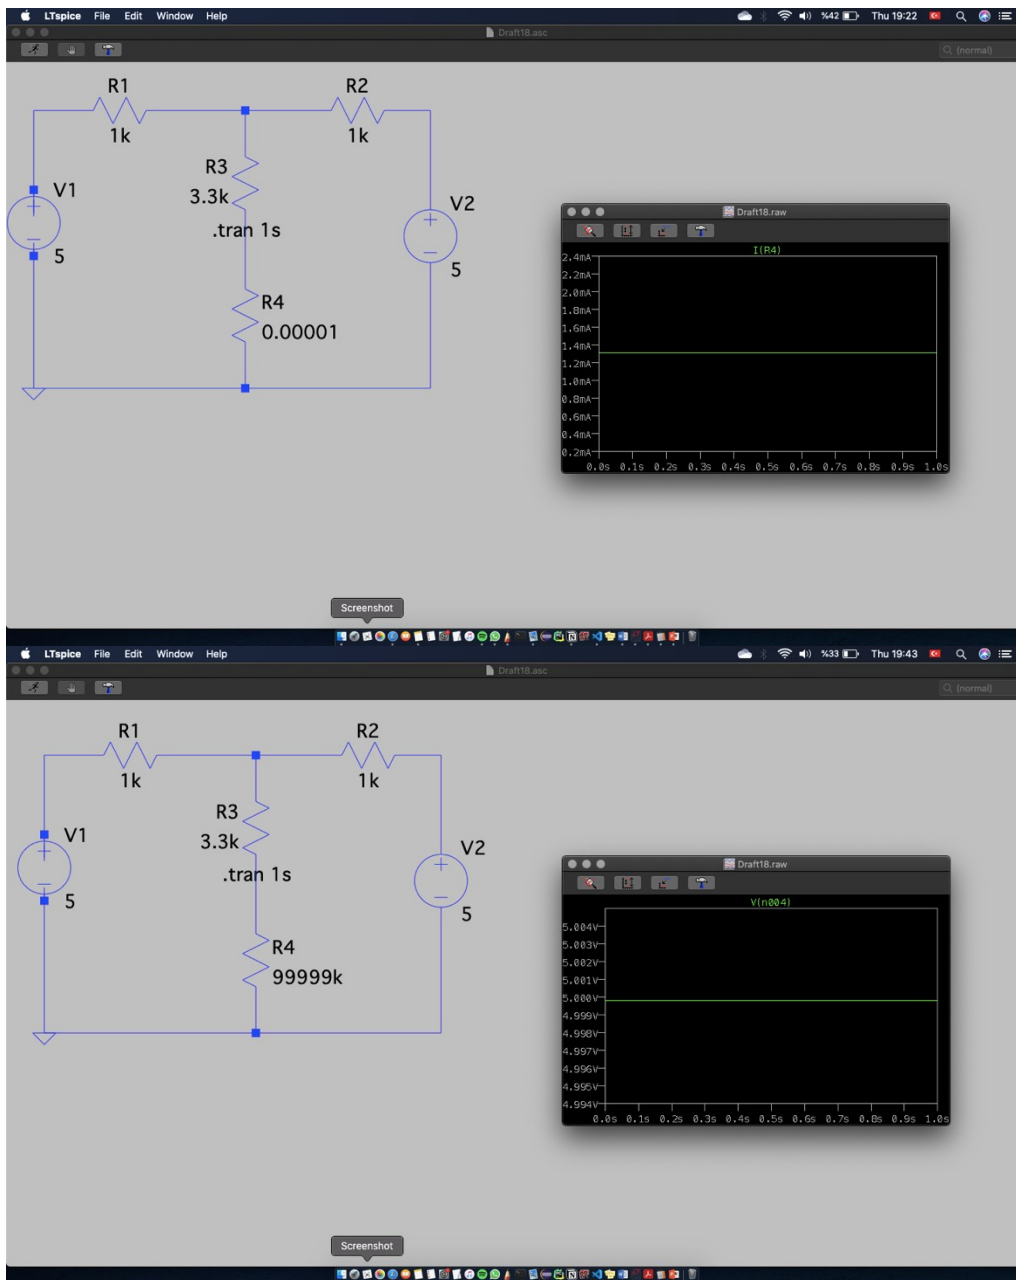 LTspice File Edit Window Help %42 Thu 19:22
Draft18.asc
(normal)
R1
1k
R2
1k
R3
3.3k
.tran 1s
V1
5
V2
5
R4
0.00001
Draft18.raw
I(R4)
2.4mA
2.2mA
2.0mA
1.8mA
1.6mA
1.4mA
1.2mA
1.0mA
0.8mA
0.6mA
0.4mA
0.2mA
0.0s 0.1s 0.2s 0.3s 0.4s 0.5s 0.6s 0.7s 0.8s 0.9s 1.0s
Screenshot
LTspice File Edit Window Help %33 Thu 19:43
Draft18.asc
(normal)
R1
1k
R2
1k
R3
3.3k
.tran 1s
V1
5
V2
5
R4
99999k
Draft18.raw
V(n004)
5.004V
5.003V
5.002V
5.001V
5.000V
4.999V
4.998V
4.997V
4.996V
4.995V
4.994V
0.0s 0.1s 0.2s 0.3s 0.4s 0.5s 0.6s 0.7s 0.8s 0.9s 1.0s
Screenshot